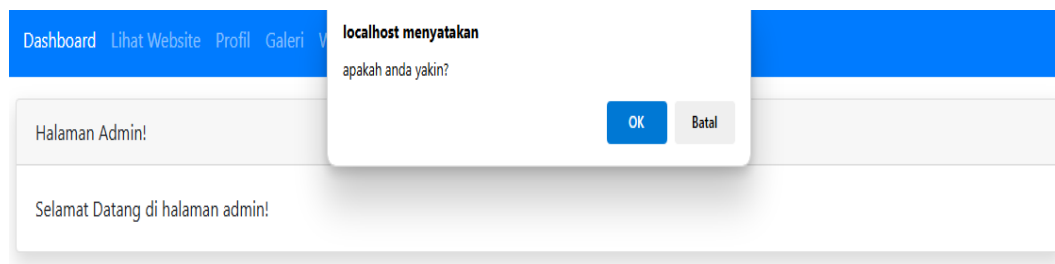 Dashboard Lihat Website Profil Galeri
localhost menyatakan
apakah anda yakin?
OK Batal
Halaman Admin!
Selamat Datang di halaman admin!